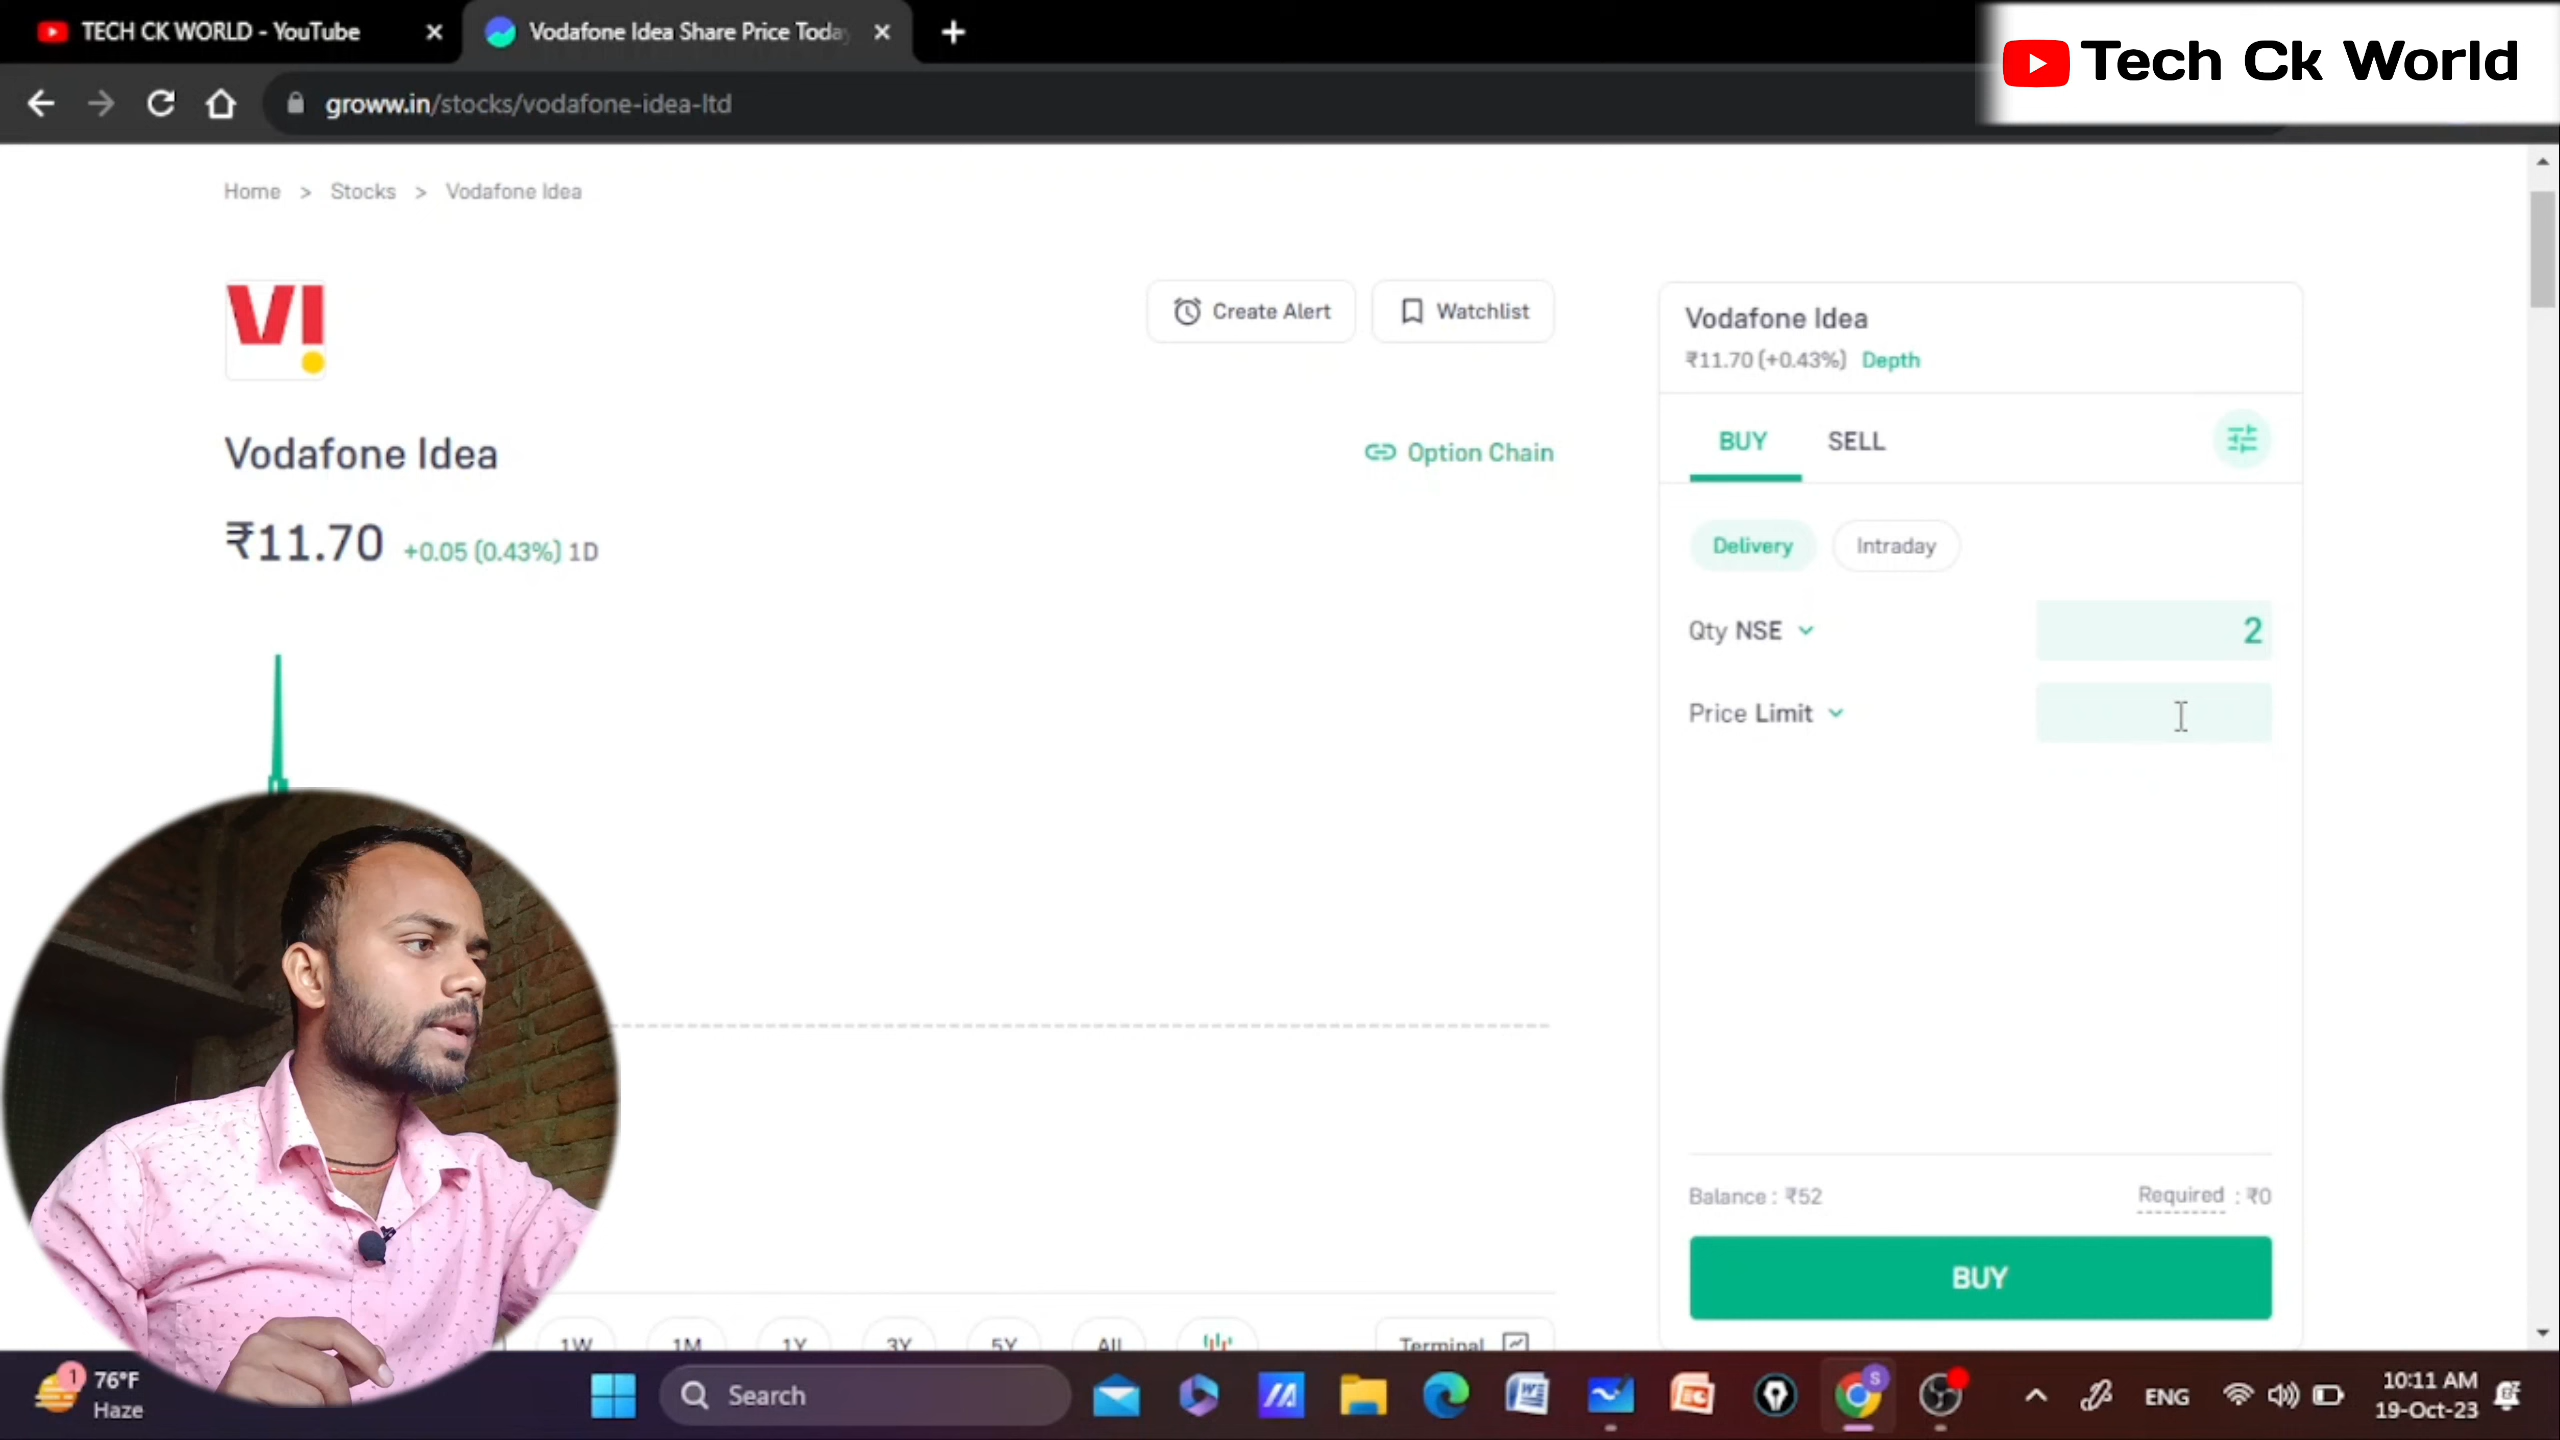 TECH CK WORLD - YouTube
Vodafone Idea Share Price Toda
Tech Ck World
groww.in/stocks/vodafone-idea-ltd
Home > Stocks > Vodafone Idea
VI
Create Alert
Watchlist
Vodafone Idea
₹11.70 (+0.43%) Depth
Vodafone Idea
Option Chain
BUY SELL
₹11.70 +0.05 (0.43%) 1D
Delivery Intraday
Qty NSE 2
Price Limit
Balance : ₹52 Required : ₹0
BUY
1W 1M 1Y 3Y 5Y All Terminal
1 76°F
Haze
Search
S
ENG
10:11 AM
19-Oct-23